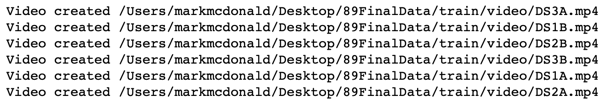 Video created /Users/markmcdonald/Desktop/89FinalData/train/video/DS3A.mp4
Video created /Users/markmcdonald/Desktop/89FinalData/train/video/DS1B.mp4
Video created /Users/markmcdonald/Desktop/89FinalData/train/video/DS2B.mp4
Video created /Users/markmcdonald/Desktop/89FinalData/train/video/DS3B.mp4
Video created /Users/markmcdonald/Desktop/89FinalData/train/video/DS1A.mp4
Video created /Users/markmcdonald/Desktop/89FinalData/train/video/DS2A.mp4